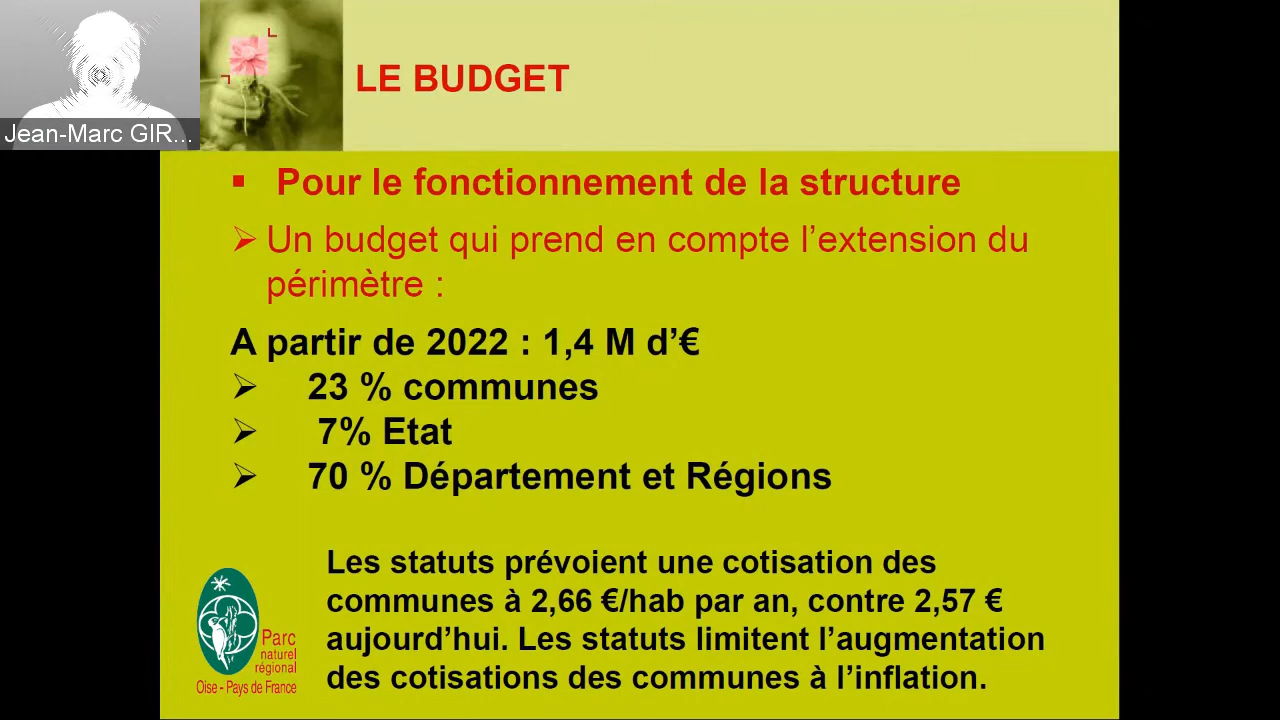 Jean-Marc GIR...
LE BUDGET
▪ Pour le fonctionnement de la structure
➢ Un budget qui prend en compte l’extension du
périmètre :
A partir de 2022 : 1,4 M d’€
➢ 23 % communes
➢ 7% Etat
➢ 70 % Département et Régions
Les statuts prévoient une cotisation des
communes à 2,66 €/hab par an, contre 2,57 €
aujourd’hui. Les statuts limitent l’augmentation
des cotisations des communes à l’inflation.
Parc
naturel
régional
Oise - Pays de France